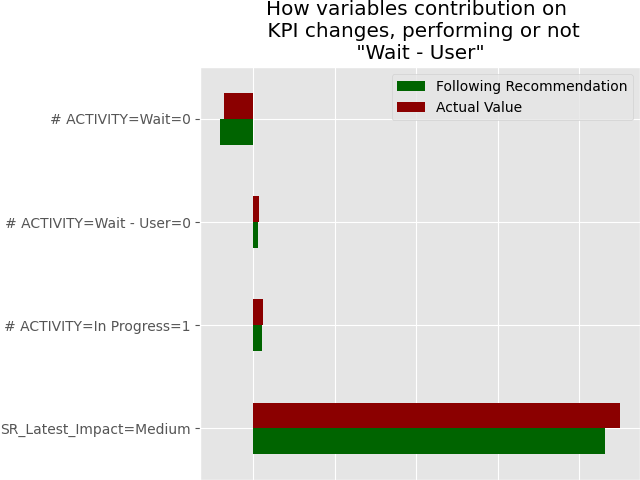 How variables contribution on
KPI changes, performing or not
"Wait - User"
Following Recommendation
Actual Value
# ACTIVITY=Wait=0
# ACTIVITY=Wait - User=0
# ACTIVITY=In Progress=1
SR_Latest_Impact=Medium